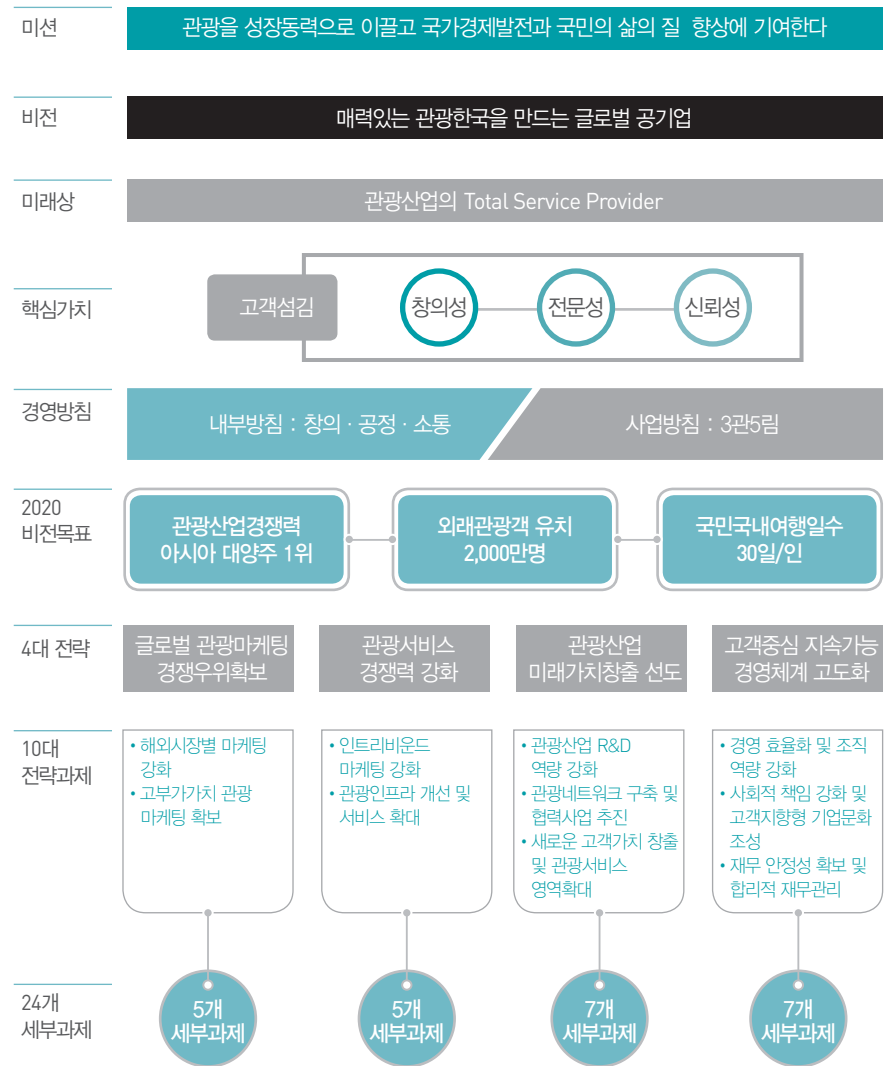 미션
관광을 성장동력으로 이끌고 국가경제발전과 국민의 삶의 질 향상에 기여한다
비전
매력있는 관광한국을 만드는 글로벌 공기업
미래상
관광산업의 Total Service Provider
핵심가치
고객섬김
창의성
전문성
신뢰성
경영방침
내부방침 : 창의 · 공정 · 소통
사업방침 : 3관5림
2020
비전목표
관광산업경쟁력
아시아 대양주 1위
외래관광객 유치
2,000만명
국민국내여행일수
30일/인
4대 전략
글로벌 관광마케팅
경쟁우위확보
관광서비스
경쟁력 강화
관광산업
미래가치창출 선도
고객중심 지속가능
경영체계 고도화
10대
전략과제
• 해외시장별 마케팅
강화
• 고부가가치 관광
마케팅 확보
• 인트라비운드
마케팅 강화
• 관광인프라 개선 및
서비스 확대
• 관광산업 R&D
역량 강화
• 관광네트워크 구축 및
협력사업 추진
• 새로운 고객가치 창출
및 관광서비스
영역확대
• 경영 효율화 및 조직
역량 강화
• 사회적 책임 강화 및
고객지향형 기업문화
조성
• 재무 안정성 확보 및
합리적 재무관리
24개
세부과제
5개
세부과제
5개
세부과제
7개
세부과제
7개
세부과제